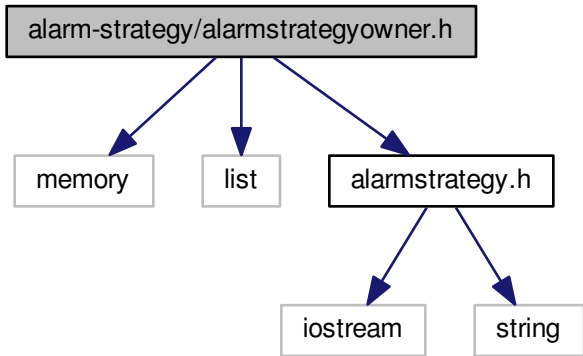 alarm-strategy/alarmstrategyowner.h
memory
list
alarmstrategy.h
iostream
string